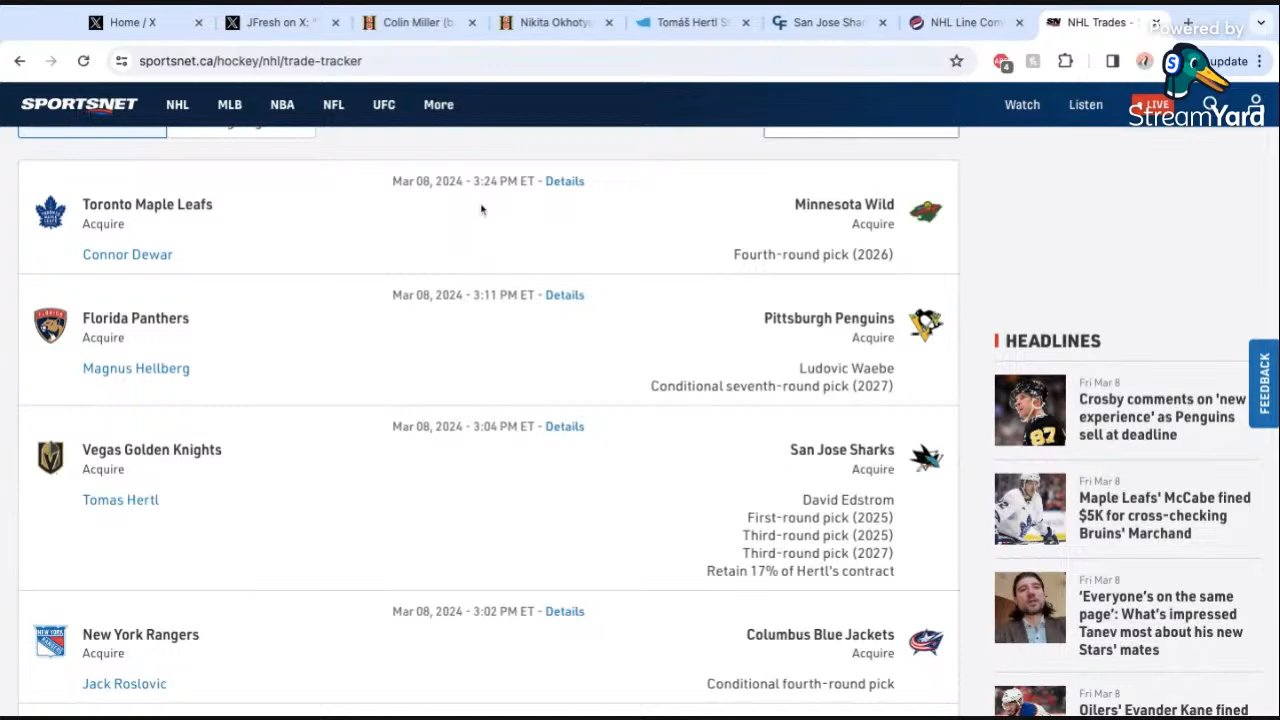 Home / X
JFresh on X: "
Colin Miller (b.
Nikita Okhotyu
Tomáš Hertl S
San Jose Shar
NHL Line Com
NHL Trades -
Powered by
sportsnet.ca/hockey/nhl/trade-tracker
4
update
StreamYard
SPORTSNET
NHL
MLB
NBA
NFL
UFC
More
Watch
Listen
LIVE
Mar 08, 2024 - 3:24 PM ET - Details
Toronto Maple Leafs
Acquire
Connor Dewar
Minnesota Wild
Acquire
Fourth-round pick (2026)
Mar 08, 2024 - 3:11 PM ET - Details
Florida Panthers
Acquire
Magnus Hellberg
Pittsburgh Penguins
Acquire
Ludovic Waebe
Conditional seventh-round pick (2027)
Mar 08, 2024 - 3:04 PM ET - Details
Vegas Golden Knights
Acquire
Tomas Hertl
San Jose Sharks
Acquire
David Edstrom
First-round pick (2025)
Third-round pick (2025)
Third-round pick (2027)
Retain 17% of Hertl's contract
Mar 08, 2024 - 3:02 PM ET - Details
New York Rangers
Acquire
Jack Roslovic
Columbus Blue Jackets
Acquire
Conditional fourth-round pick
HEADLINES
Fri Mar 8
Crosby comments on 'new
experience' as Penguins
sell at deadline
Fri Mar 8
Maple Leafs' McCabe fined
$5K for cross-checking
Bruins' Marchand
Fri Mar 8
‘Everyone’s on the same
page’: What’s impressed
Tanev most about his new
Stars' mates
Fri Mar 8
Oilers' Evander Kane fined
FEEDBACK